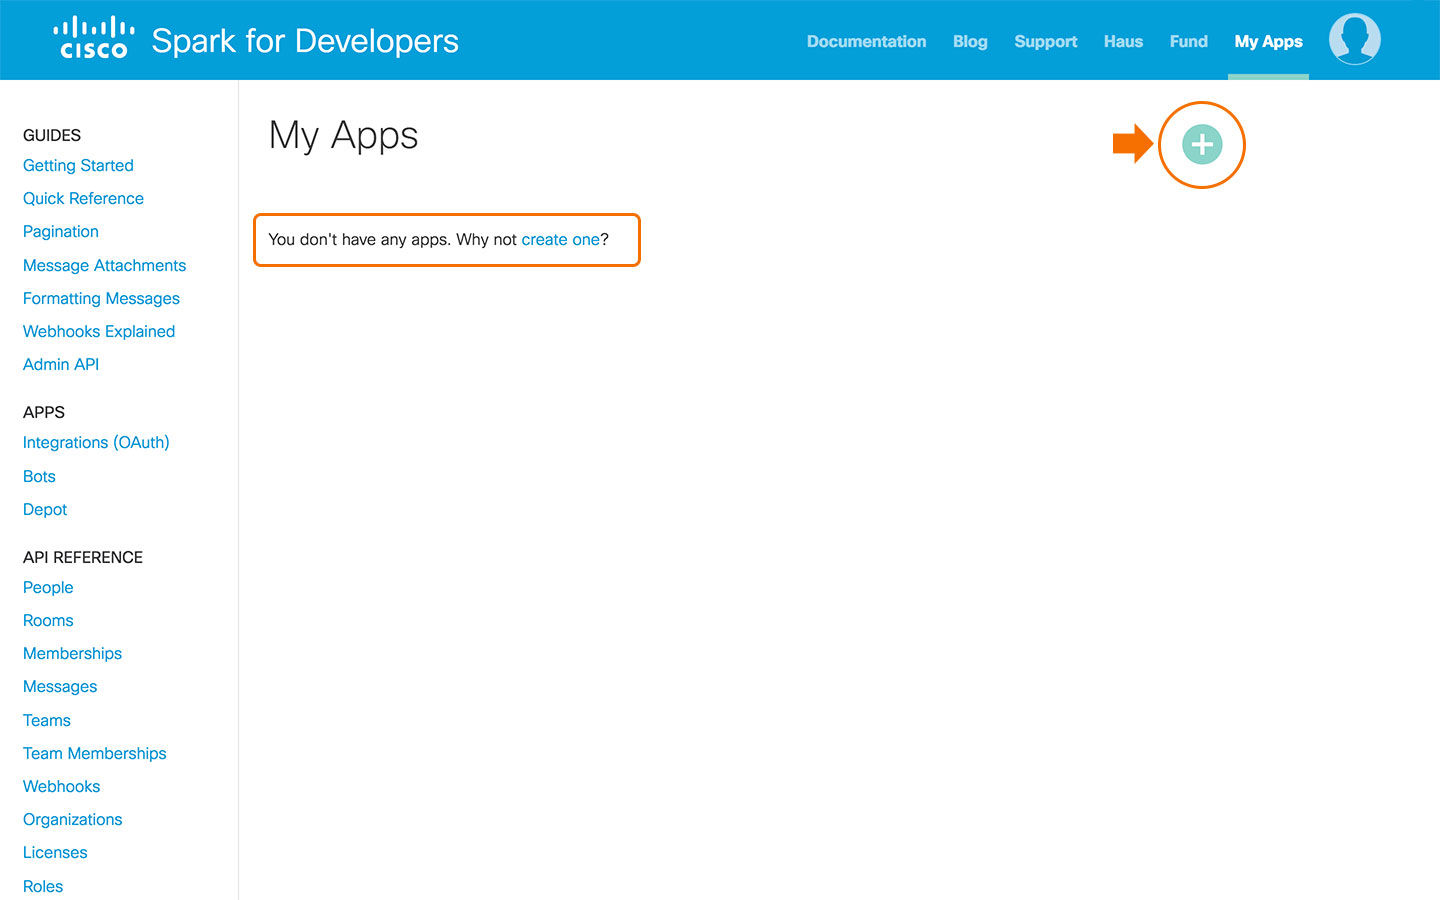 CISCO Spark for Developers
Documentation Blog Support Haus Fund My Apps
GUIDES
Getting Started
Quick Reference
Pagination
Message Attachments
Formatting Messages
Webhooks Explained
Admin API
APPS
Integrations (OAuth)
Bots
Depot
API REFERENCE
People
Rooms
Memberships
Messages
Teams
Team Memberships
Webhooks
Organizations
Licenses
Roles
My Apps
You don't have any apps. Why not create one?